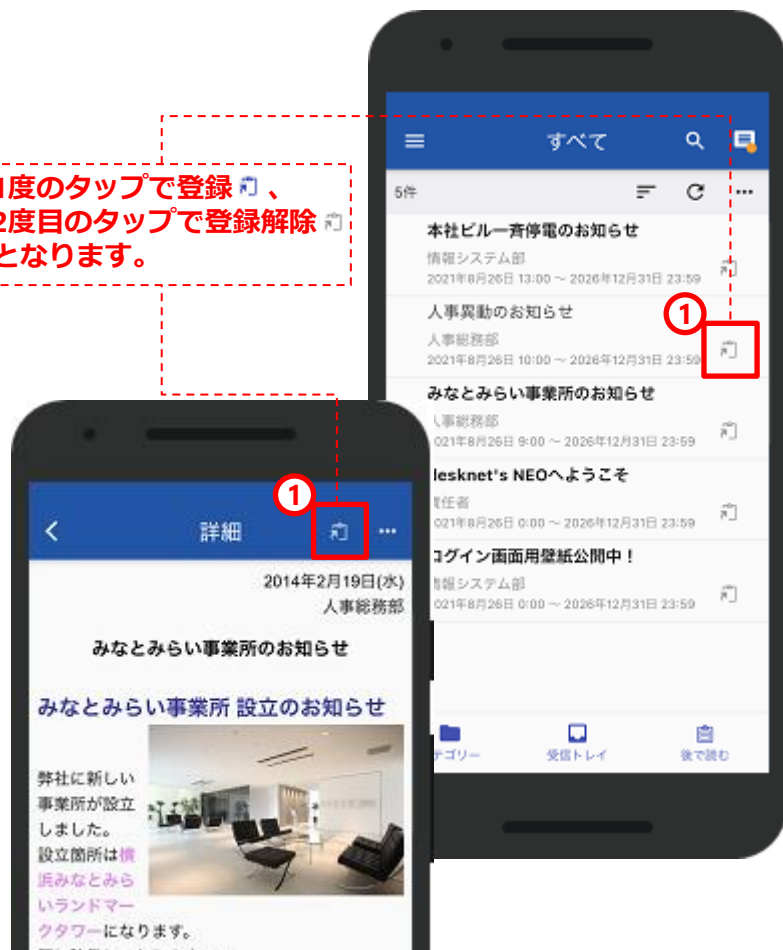 1度のタップで登録、
2度目のタップで登録解除
となります。
すべて
5件
本社ビル一斉停電のお知らせ
情報システム部
2021年8月26日 13:00 ～ 2026年12月31日 23:59
人事異動のお知らせ
人事総務部
2021年8月26日 10:00 ～ 2026年12月31日 23:59
①
みなとみらい事業所のお知らせ
人事総務部
021年8月26日 9:00 ～ 2026年12月31日 23:59
desknet's NEOへようこそ
責任者
021年8月26日 0:00 ～ 2026年12月31日 23:59
ログイン画面用壁紙公開中！
情報システム部
021年8月26日 0:00 ～ 2026年12月31日 23:59
テゴリー
受信トレイ
後で読む
①
詳細
2014年2月19日(水)
人事総務部
みなとみらい事業所のお知らせ
みなとみらい事業所 設立のお知らせ
弊社に新しい
事業所が設立
しました。
設立箇所は横
浜みなとみら
いランドマー
クタワーになります。